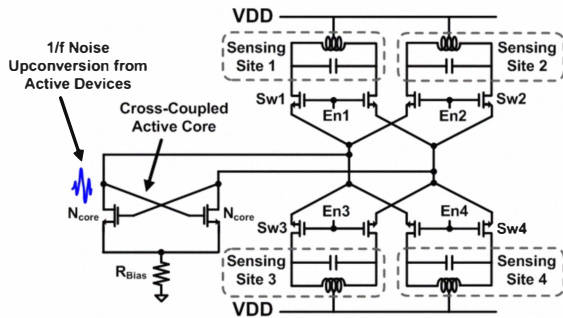 VDD
1/f Noise
Upconversion from
Active Devices
Sensing
Site 1
Sensing
Site 2
Cross-Coupled
Active Core
Sw1
En1
En2
Sw2
Ncore
Ncore
En3
En4
Sw3
Sw4
RBias
Sensing
Site 3
Sensing
Site 4
VDD